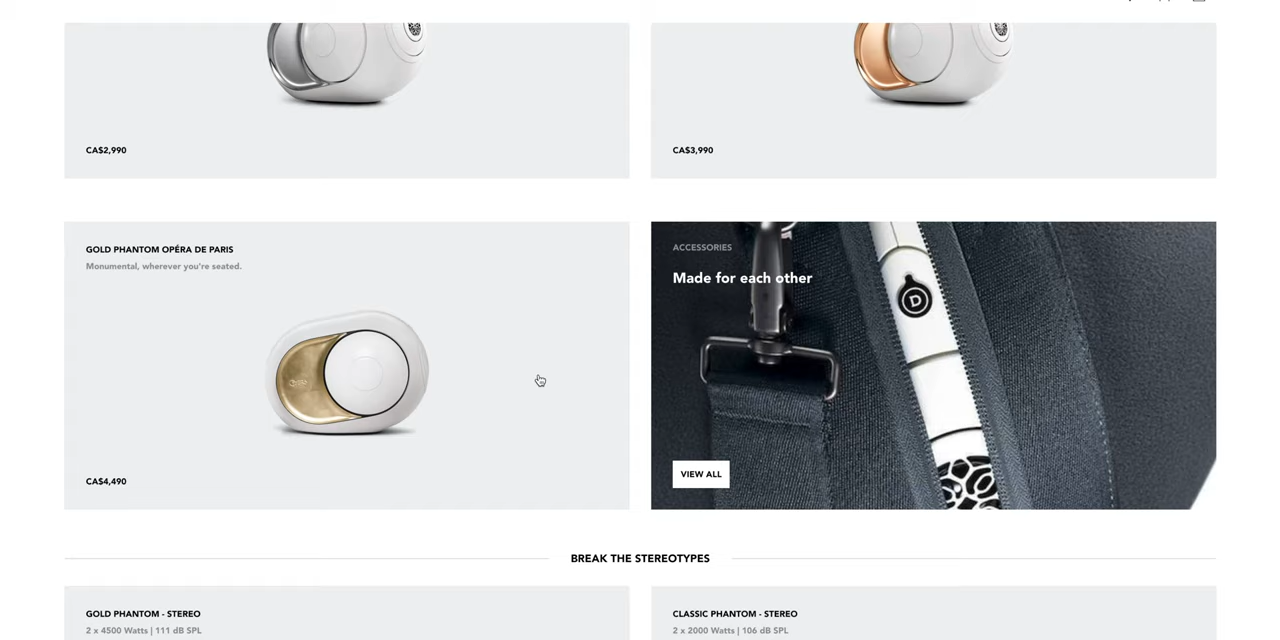 CA$2,990
CA$3,990
GOLD PHANTOM OPÉRA DE PARIS
Monumental, wherever you're seated.
CA$4,490
ACCESSORIES
Made for each other
D
VIEW ALL
BREAK THE STEREOTYPES
GOLD PHANTOM - STEREO
2 x 4500 Watts | 111 dB SPL
CLASSIC PHANTOM - STEREO
2 x 2000 Watts | 106 dB SPL